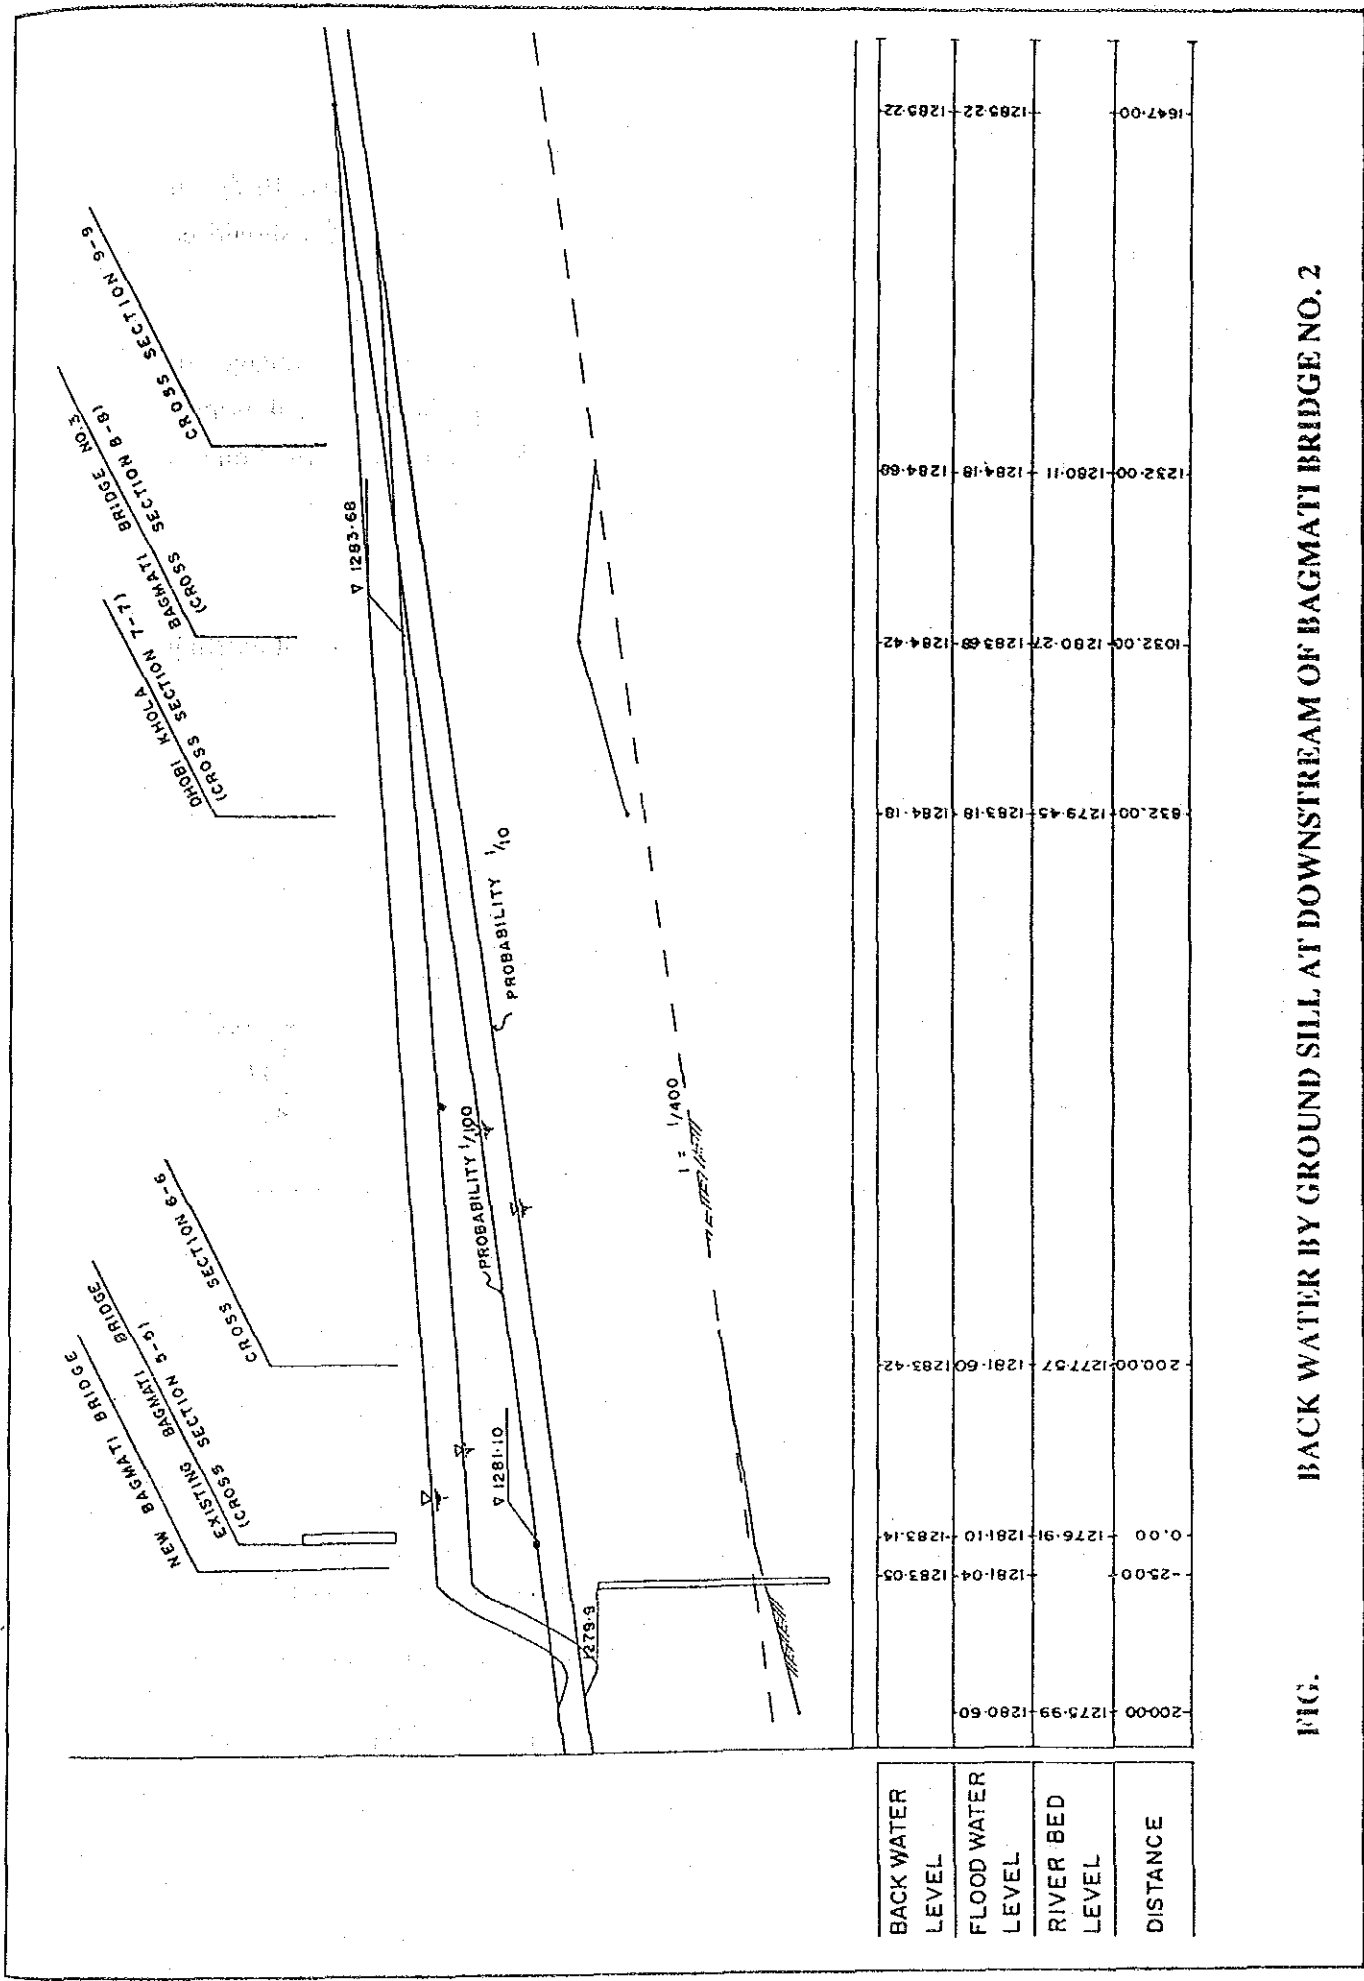 NEW BAGMATI BRIDGE
EXISTING BAGMATI BRIDGE
(CROSS SECTION 5-5)
CROSS SECTION 6-6
DHOBI KHOLA
(CROSS SECTION 7-7)
BAGMATI BRIDGE NO.3
(CROSS SECTION 8-8)
CROSS SECTION 9-9
▽ 1283.68
▽ 1281.10
1279.9
PROBABILITY 1/100
PROBABILITY 1/10
I = 1/400
BACK WATER
LEVEL
1283.05 1283.14 1283.42 1284.18 1284.42 1284.68 1285.22
FLOOD WATER
LEVEL
1280.60 1281.04 1281.10 1281.60 1283.18 1283.68 1284.18 1285.22
RIVER BED
LEVEL
1275.99 1276.91 1277.57 1279.45 1280.27 1280.11
DISTANCE
-200.00 -25.00 0.00 200.00 832.00 1032.00 1232.00 1647.00
FIG. BACK WATER BY GROUND SILL AT DOWNSTREAM OF BAGMATI BRIDGE NO. 2